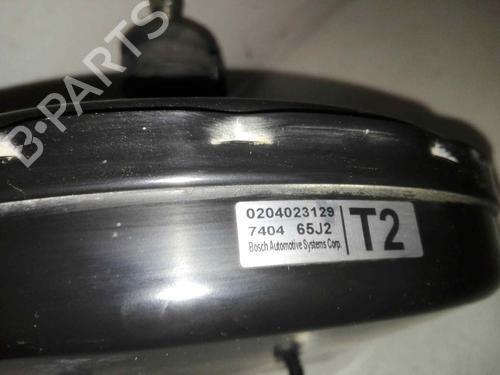 B-PARTS
0204023129
7404 65J2
Bosch Automotive Systems Corp.
T2